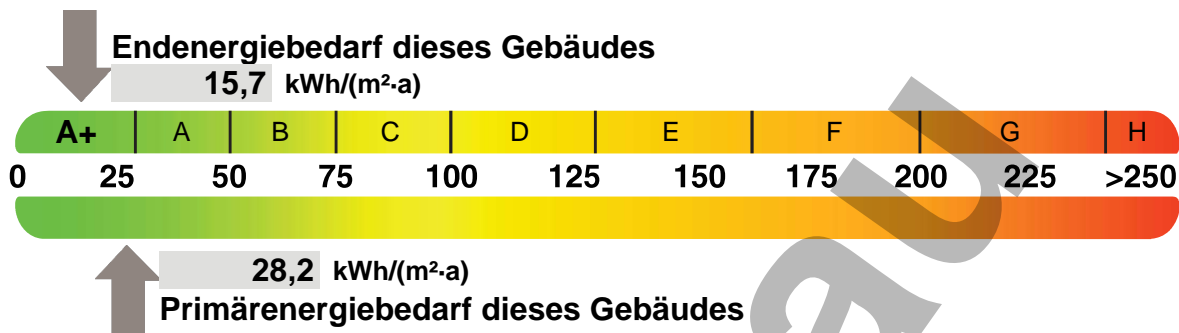 Endenergiebedarf dieses Gebäudes
15,7 kWh/(m²·a)
A+ A B C D E F G H
0 25 50 75 100 125 150 175 200 225 >250
28,2 kWh/(m²·a)
Primärenergiebedarf dieses Gebäudes
au